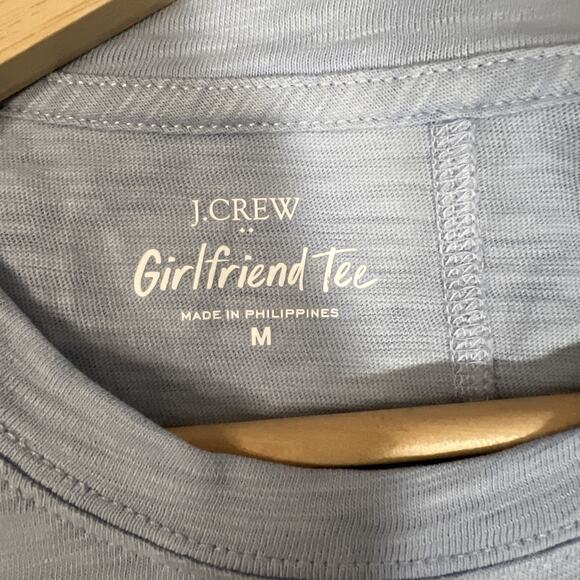 J.CREW
Girlfriend Tee
MADE IN PHILIPPINES
M